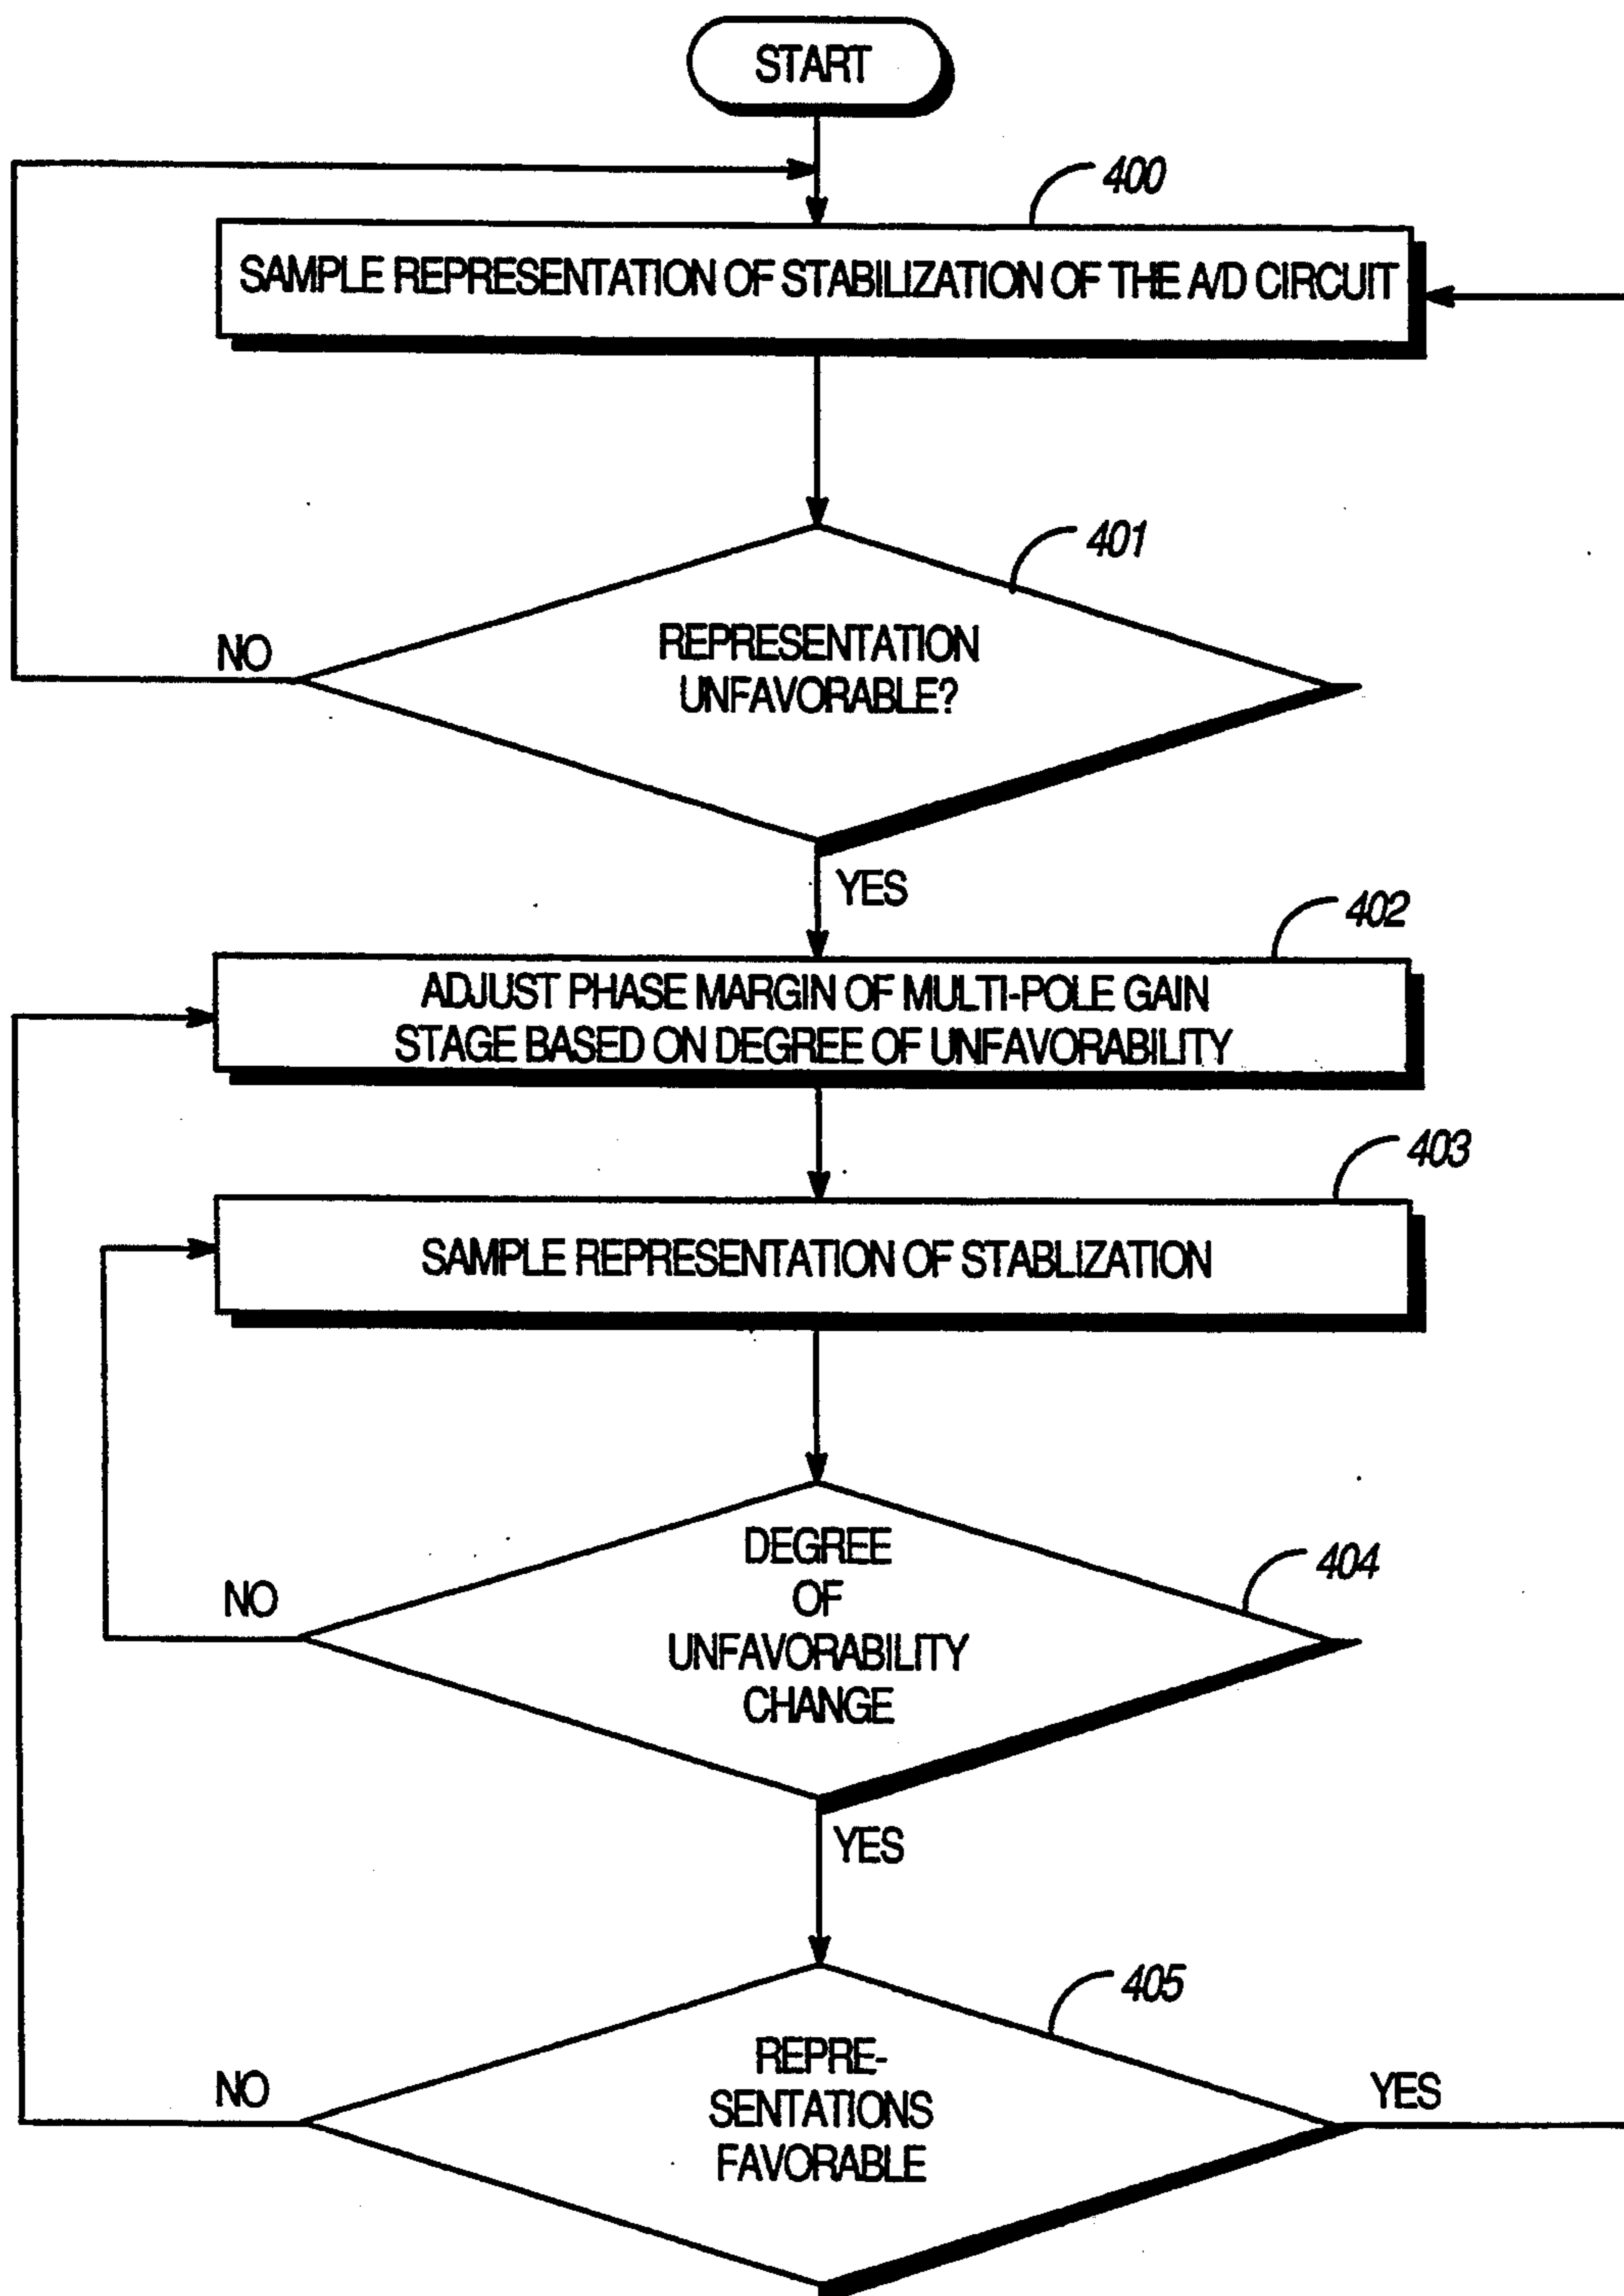 START
400
SAMPLE REPRESENTATION OF STABILIZATION OF THE A/D CIRCUIT
401
REPRESENTATION
UNFAVORABLE?
NO
YES
402
ADJUST PHASE MARGIN OF MULTI-POLE GAIN
STAGE BASED ON DEGREE OF UNFAVORABILITY
403
SAMPLE REPRESENTATION OF STABLIZATION
404
DEGREE
OF
UNFAVORABILITY
CHANGE
NO
YES
405
REPRE-
SENTATIONS
FAVORABLE
NO
YES